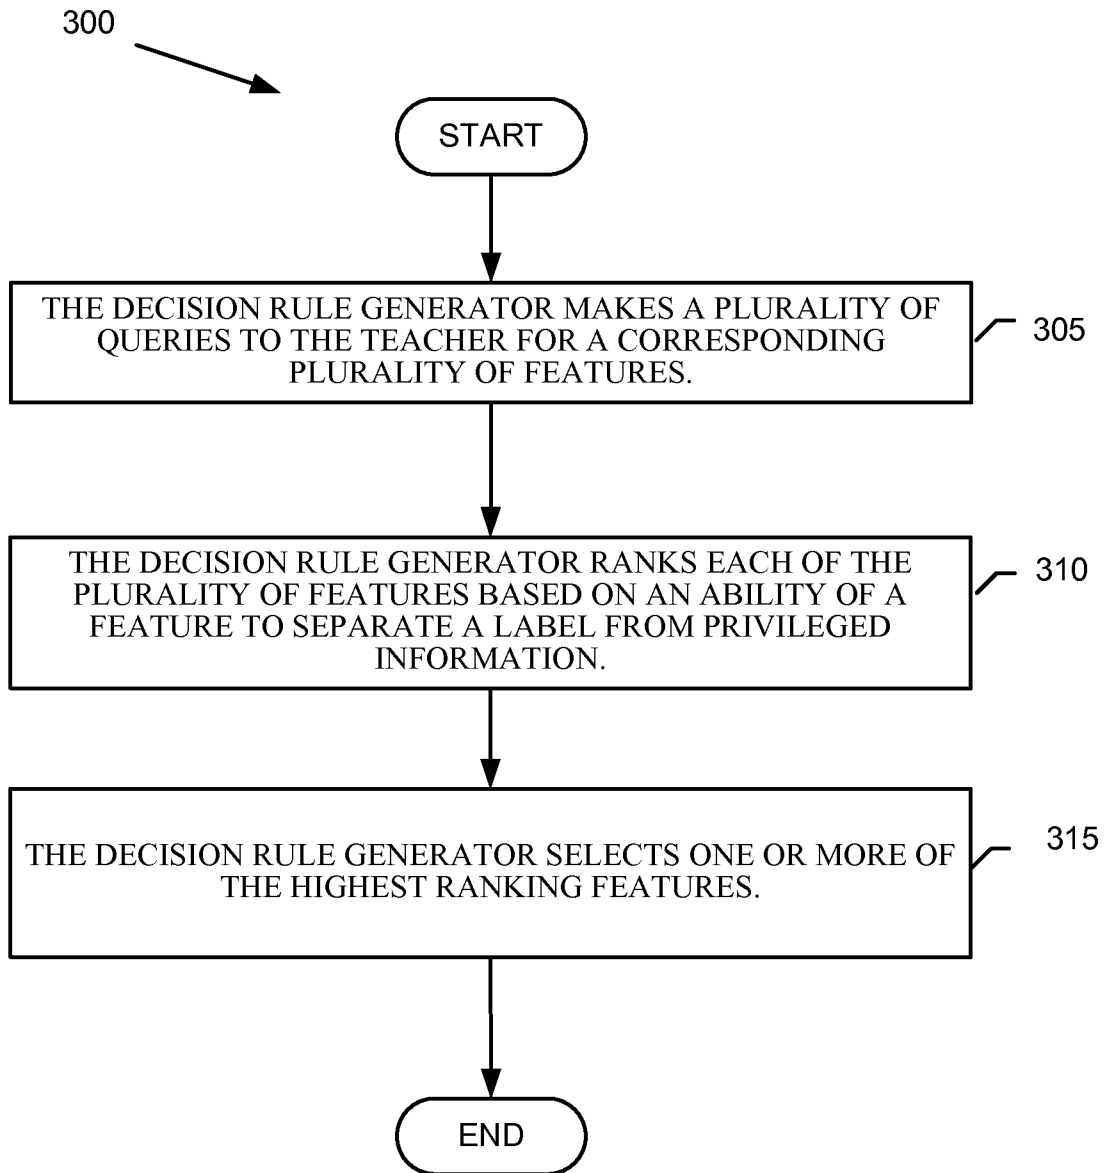 300
START
THE DECISION RULE GENERATOR MAKES A PLURALITY OF
QUERIES TO THE TEACHER FOR A CORRESPONDING
PLURALITY OF FEATURES.
305
THE DECISION RULE GENERATOR RANKS EACH OF THE
PLURALITY OF FEATURES BASED ON AN ABILITY OF A
FEATURE TO SEPARATE A LABEL FROM PRIVILEGED
INFORMATION.
310
THE DECISION RULE GENERATOR SELECTS ONE OR MORE OF
THE HIGHEST RANKING FEATURES.
315
END